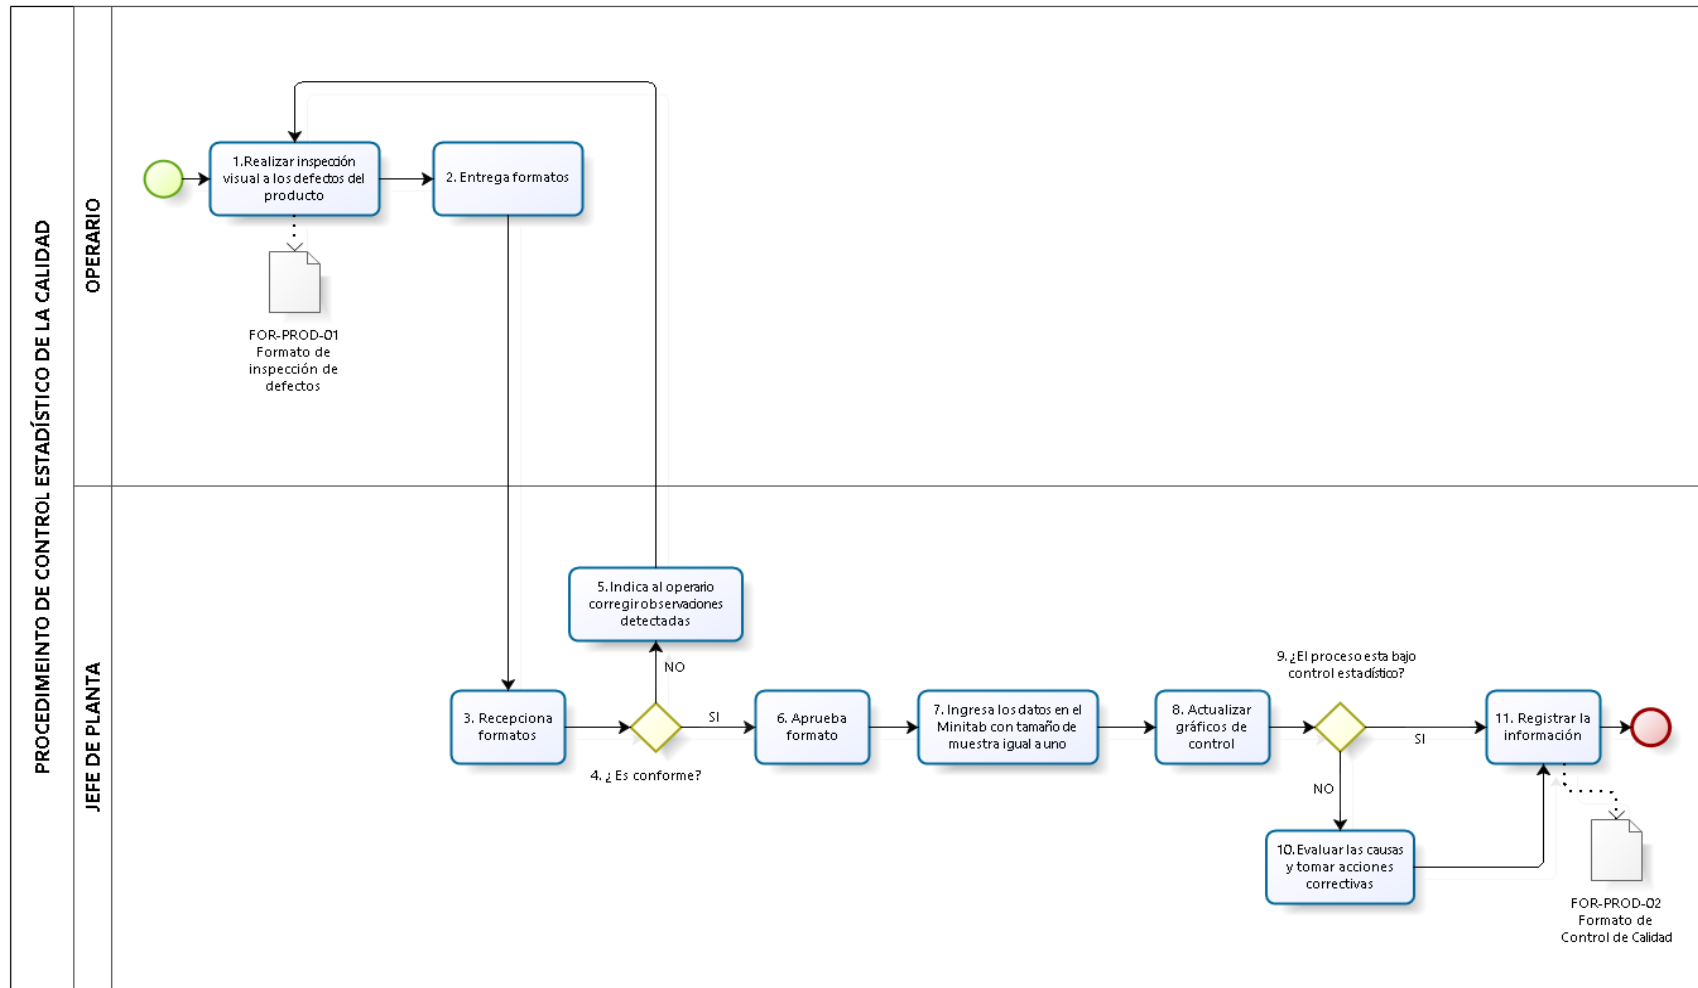 PROCEDIMEINTO DE CONTROL ESTADÍSTICO DE LA CALIDAD
OPERARIO
1.Realizar inspección
visual a los defectos del
producto
2. Entrega formatos
FOR-PROD-01
Formato de
inspección de
defectos
JEFE DE PLANTA
5.Indica al operario
corregir observaciones
detectadas
NO
3. Recepciona
formatos
4. ¿ Es conforme?
SI
6. Aprueba
formato
7. Ingresa los datos en el
Minitab con tamaño de
muestra igual a uno
8. Actualizar
gráficos de
control
9. ¿El proceso esta bajo
control estadístico?
SI
NO
10.Evaluar las causas
y tomar acciones
correctivas
11. Registrar la
información
FOR-PROD-02
Formato de
Control de Calidad